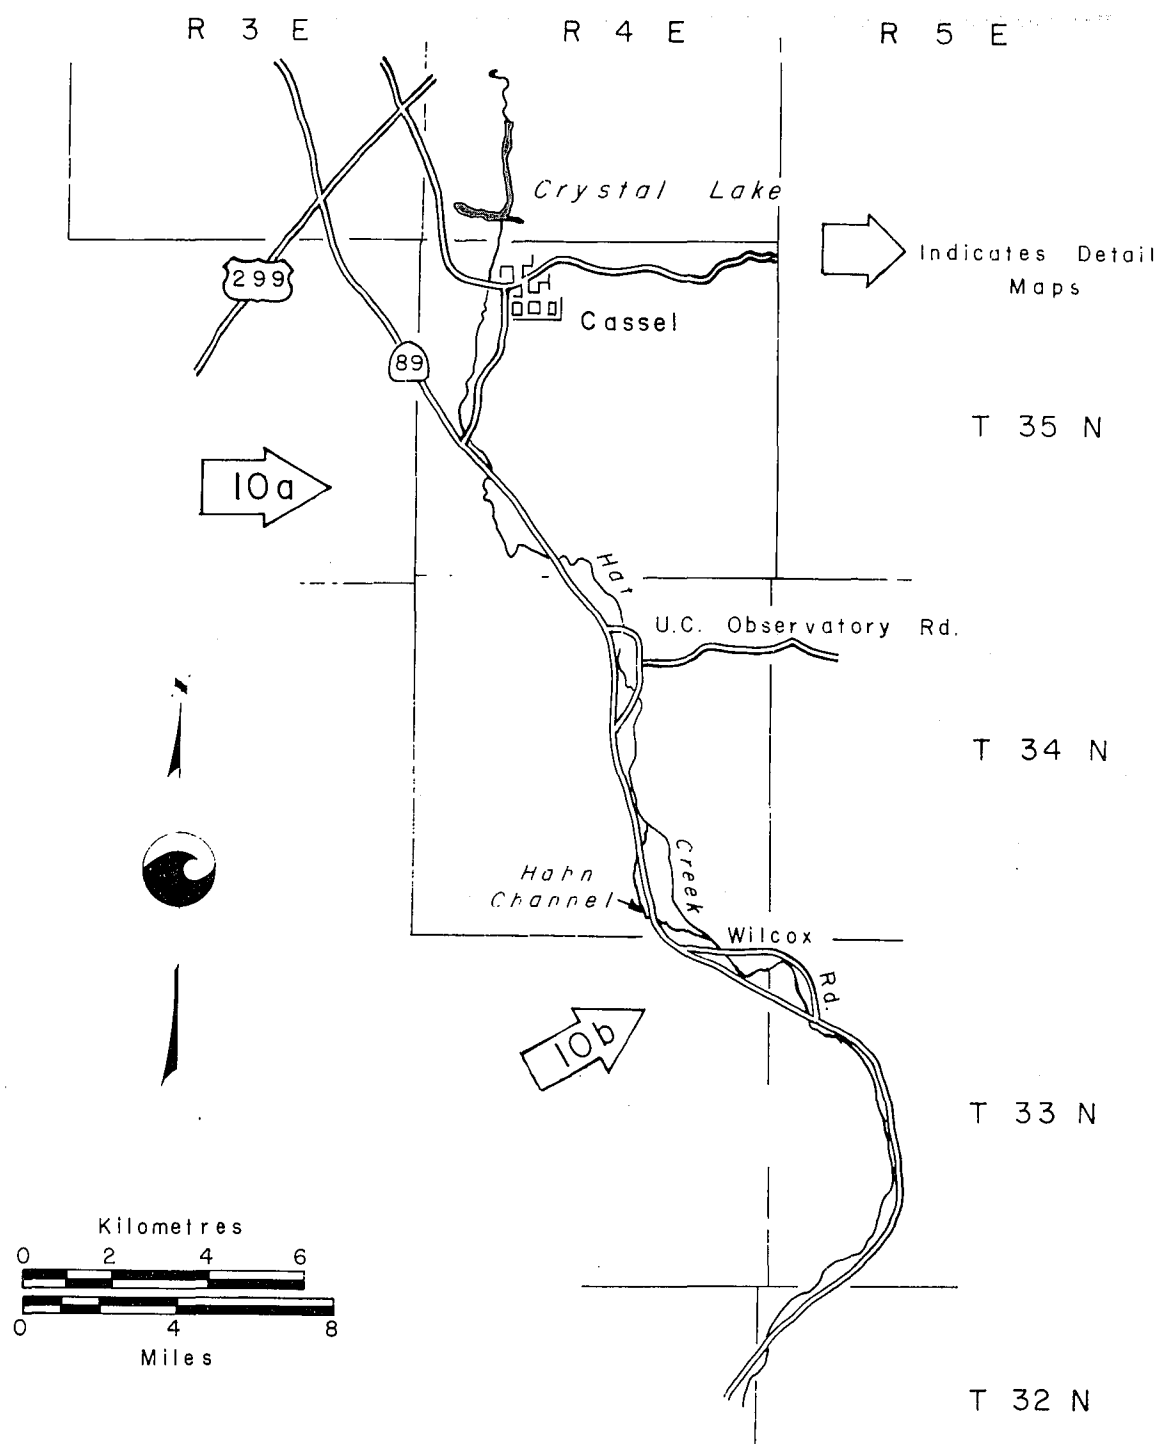 R 3 E R 4 E R 5 E
Crystal Lake
Indicates Detail
Maps
299
Cassel
89
T 35 N
10a
Hat
U.C. Observatory Rd.
T 34 N
Creek
Hahn
Channel
Wilcox
Rd.
10b
T 33 N
Kilometres
0 2 4 6
0 4 8
Miles
T 32 N